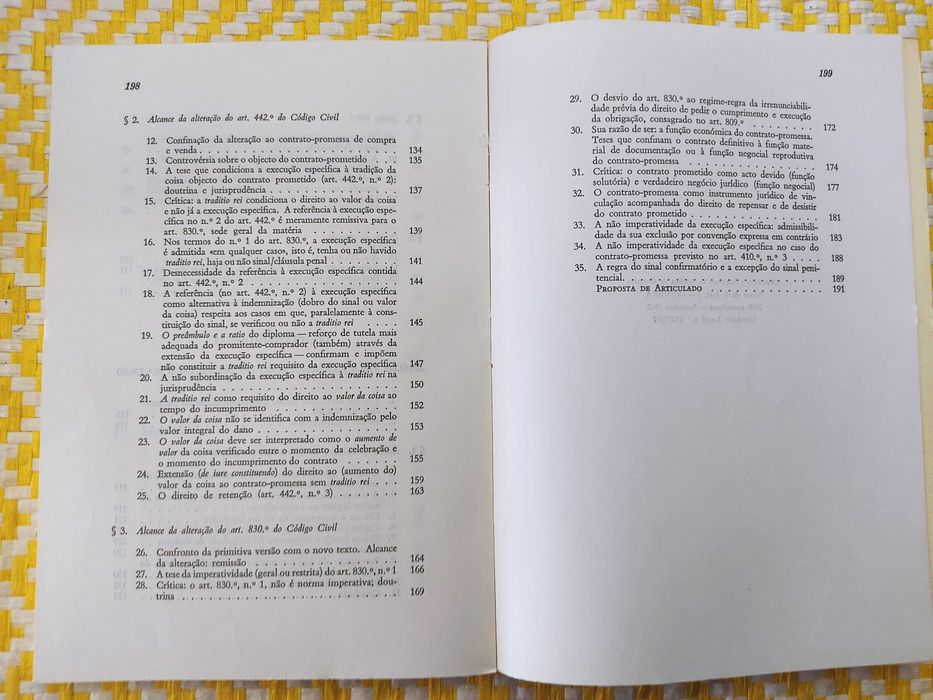 198
§ 2. Alcance da alteração do art. 442.º do Código Civil
12. Confinação da alteração ao contrato-promessa de compra
e venda . . . . . . . . . . . . . . . . . . . . . 134
13. Controvérsia sobre o objecto do contrato-prometido . . . 135
14. A tese que condiciona a execução específica à tradição da
coisa objecto do contrato prometido (art. 442.º, n.º 2):
doutrina e jurisprudência . . . . . . . . . . . . . 137
15. Crítica: a traditio rei condiciona o direito ao valor da coisa
e não já a execução específica. A referência à execução espe-
cífica no n.º 2 do art. 442.º é meramente remissiva para o
art. 830.º, sede geral da matéria . . . . . . . . . . 139
16. Nos termos do n.º 1 do art. 830.º, a execução específica
é admitida «em qualquer caso», isto é, tenha ou não havido
traditio rei, haja ou não sinal/cláusula penal . . . . . . 141
17. Desnecessidade da referência à execução específica contida
no art. 442.º, n.º 2 . . . . . . . . . . . . . . . 144
18. A referência (no art. 442.º, n.º 2) à execução específica
como alternativa à indemnização (dobro do sinal ou valor
da coisa) respeita aos casos em que, paralelamente à cons-
tituição do sinal, se verificou ou não a traditio rei . . . . 145
19. O preâmbulo e a ratio do diploma — reforço de tutela mais
adequada do promitente-comprador (também) através da
extensão da execução específica — confirmam e impõem
não constituir a traditio rei requisito da execução específica 147
20. A não subordinação da execução específica à traditio rei na
jurisprudência . . . . . . . . . . . . . . . . . . 150
21. A traditio rei como requisito do direito ao valor da coisa ao
tempo do incumprimento . . . . . . . . . . . . . 152
22. O valor da coisa não se identifica com a indemnização pelo
valor integral do dano . . . . . . . . . . . . . . 153
23. O valor da coisa deve ser interpretado como o aumento de
valor da coisa verificado entre o momento da celebração e
o momento do incumprimento do contrato . . . . . . 155
24. Extensão (de iure constituendo) do direito ao (aumento do)
valor da coisa ao contrato-promessa sem traditio rei . . . 159
25. O direito de retenção (art. 442.º, n.º 3) . . . . . . . 163
§ 3. Alcance da alteração do art. 830.º do Código Civil
26. Confronto da primitiva versão com o novo texto. Alcance
da alteração: remissão . . . . . . . . . . . . . . 164
27. A tese da imperatividade (geral ou restrita) do art. 830.º, n.º 1 166
28. Crítica: o art. 830.º, n.º 1, não é norma imperativa; dou-
trina . . . . . . . . . . . . . . . . . . . . . . 169
199
29. O desvio do art. 830.º ao regime-regra da irrenunciabili-
dade prévia do direito de pedir o cumprimento e execução
da obrigação, consagrado no art. 809.º . . . . . . . . 172
30. Sua razão de ser: a função económica do contrato-promessa.
Teses que confinam o contrato definitivo à função mate-
rial de documentação ou à função negocial reprodutiva
do contrato-promessa . . . . . . . . . . . . . . . 174
31. Crítica: o contrato prometido como acto devido (função
solutória) e verdadeiro negócio jurídico (função negocial) 177
32. O contrato-promessa como instrumento jurídico de vin-
culação acompanhada do direito de repensar e de desistir
do contrato prometido . . . . . . . . . . . . . . . 181
33. A não imperatividade da execução específica: admissibili-
dade da sua exclusão por convenção expressa em contrário 183
34. A não imperatividade da execução específica no caso do
contrato-promessa previsto no art. 410.º, n.º 3 . . . . . 188
35. A regra do sinal confirmatório e a excepção do sinal peni-
tencial . . . . . . . . . . . . . . . . . . . . . 189
PROPOSTA DE ARTICULADO . . . . . . . . . . . . . . 191